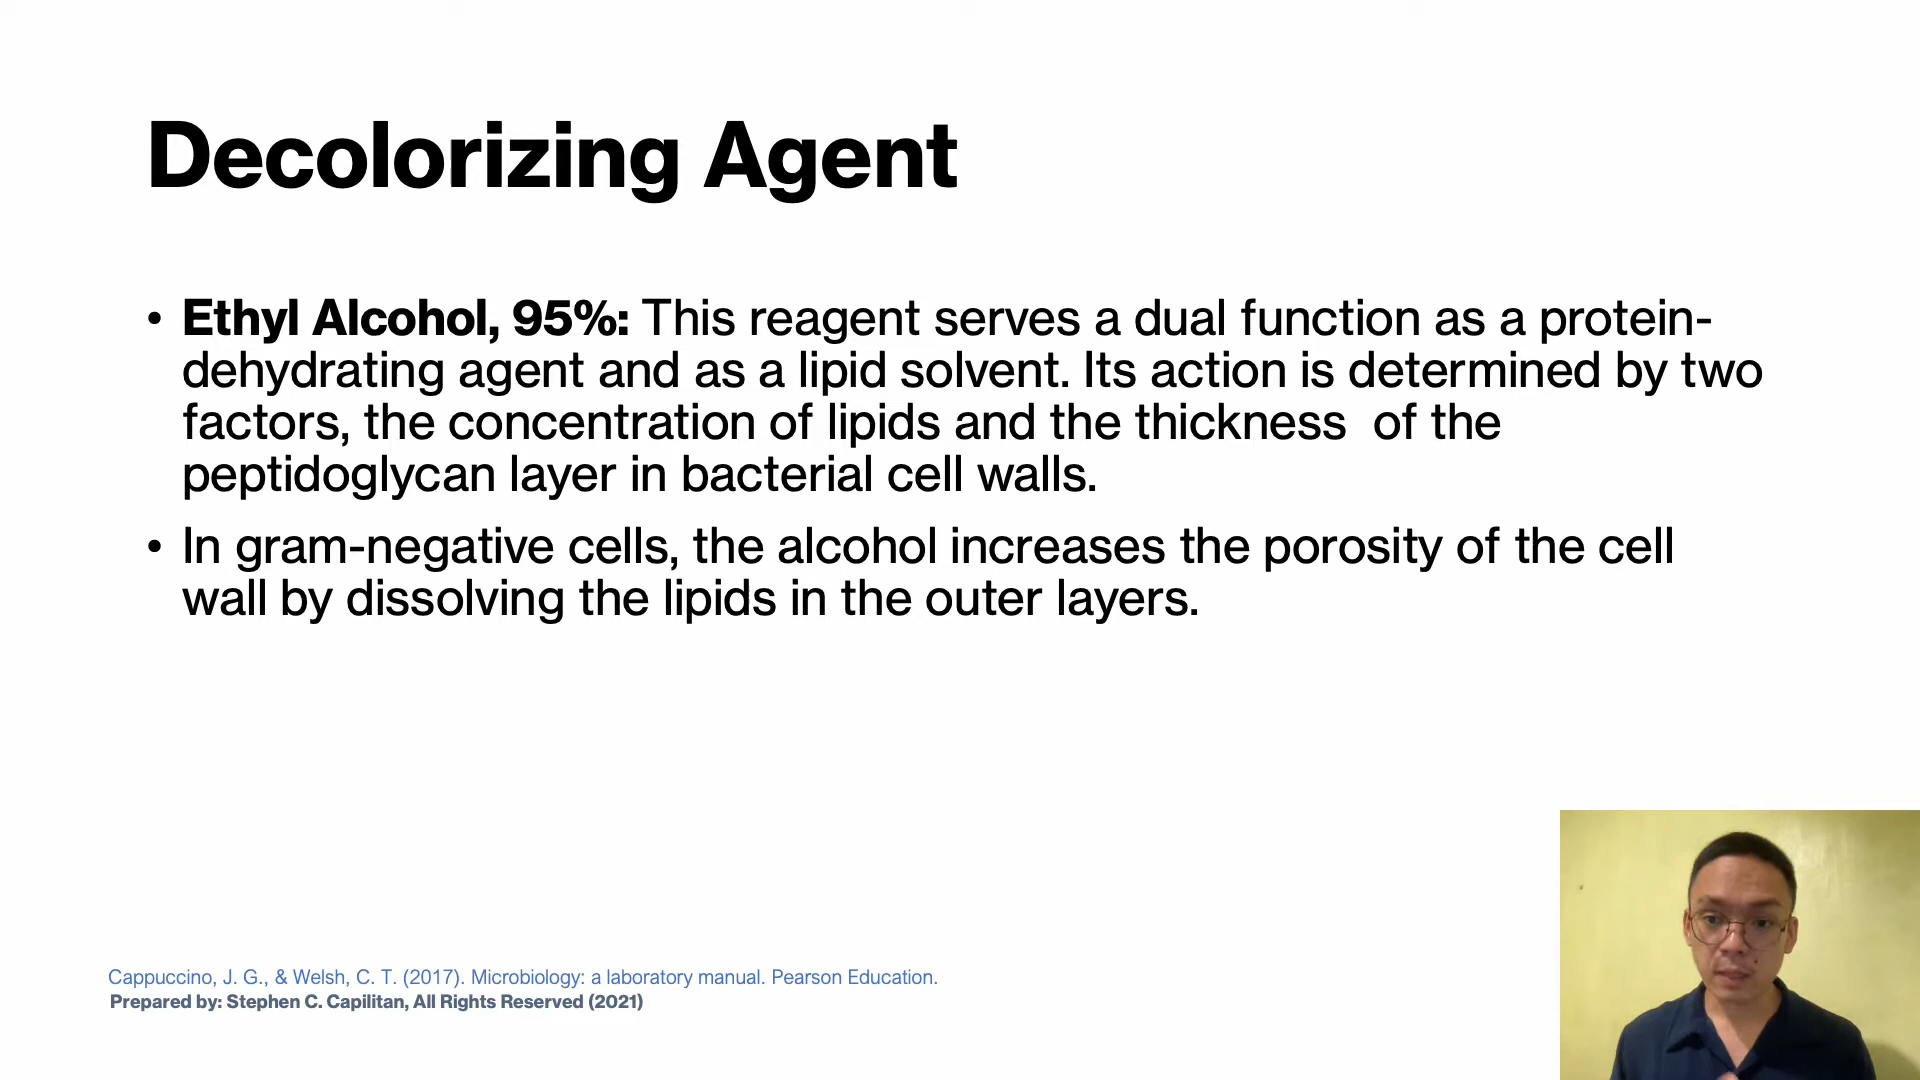 Decolorizing Agent
• Ethyl Alcohol, 95%: This reagent serves a dual function as a protein-
dehydrating agent and as a lipid solvent. Its action is determined by two
factors, the concentration of lipids and the thickness  of the
peptidoglycan layer in bacterial cell walls.
• In gram-negative cells, the alcohol increases the porosity of the cell
wall by dissolving the lipids in the outer layers.
Cappuccino, J. G., & Welsh, C. T. (2017). Microbiology: a laboratory manual. Pearson Education.
Prepared by: Stephen C. Capilitan, All Rights Reserved (2021)